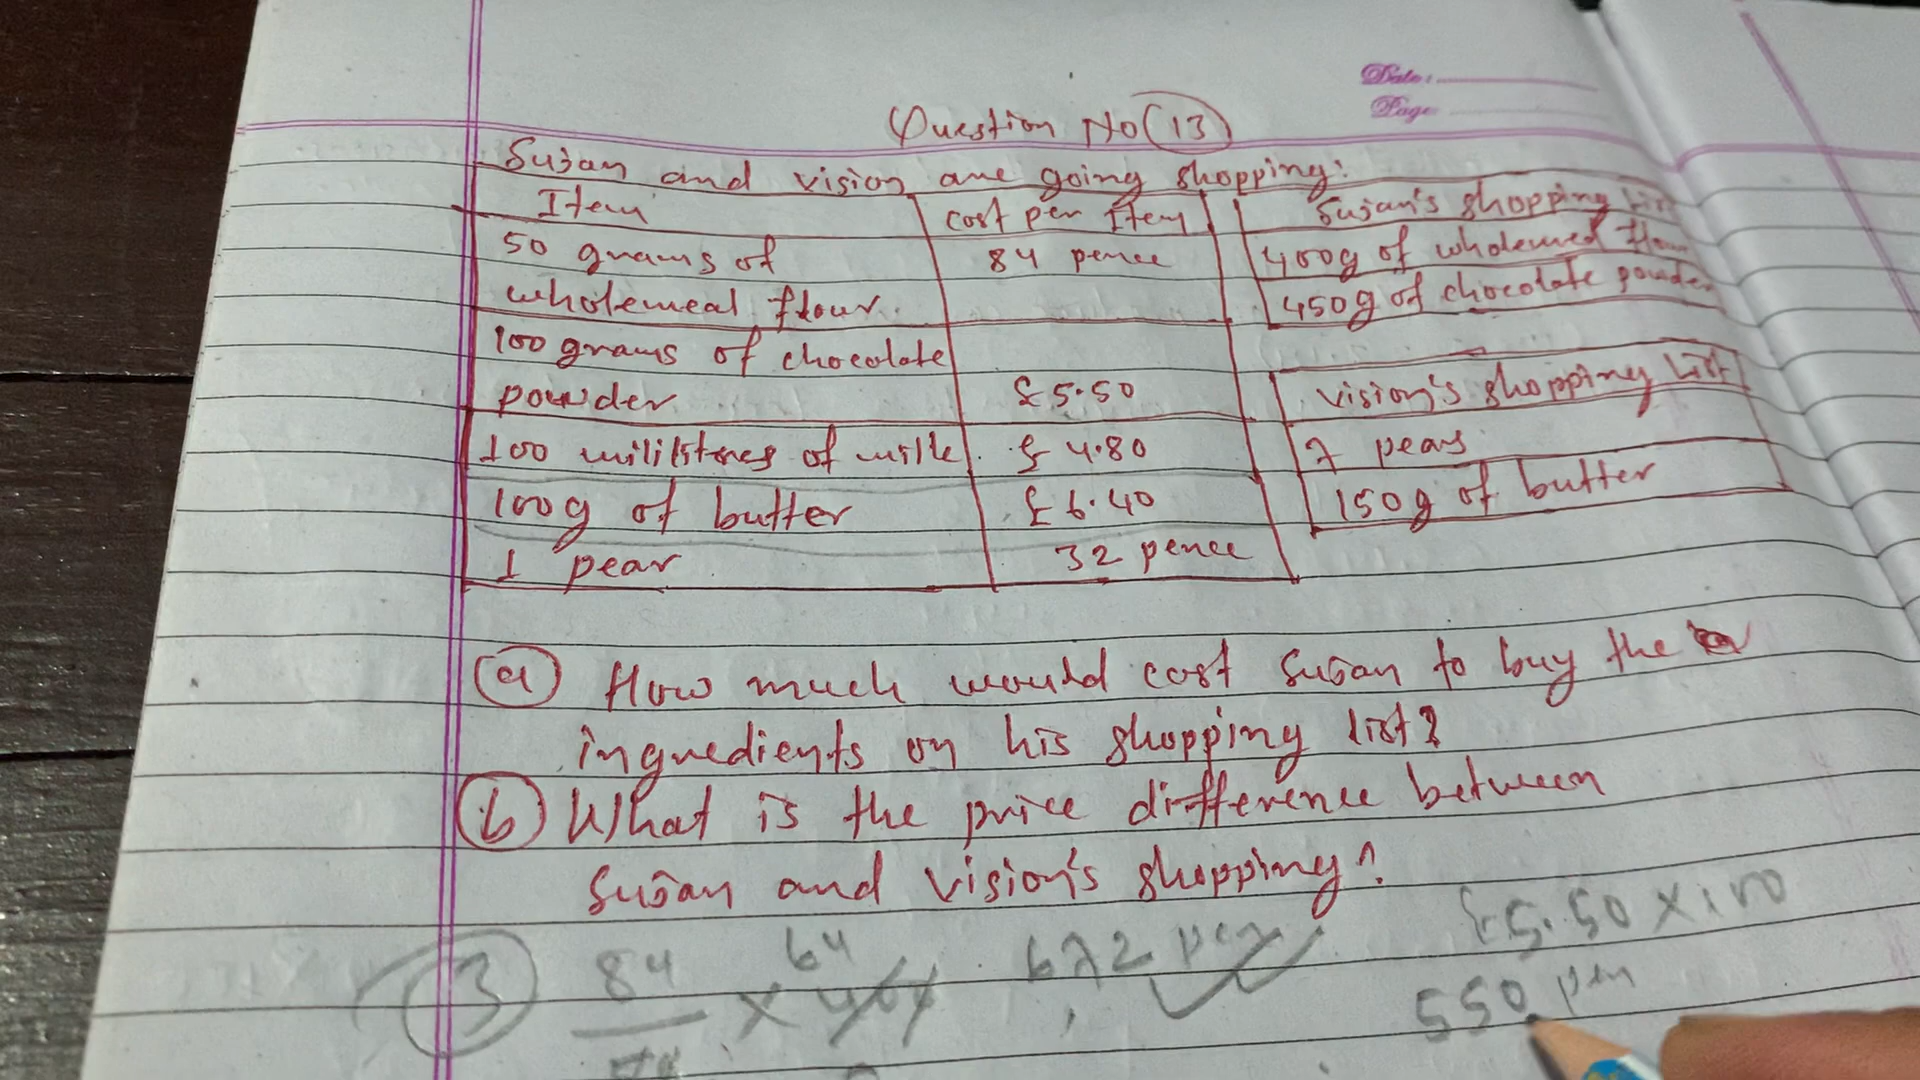 Date:
Page
Question No (13)
Susan and vision are going shopping:
Item
cost per Item
50 grams of
wholemeal flour.
84 pence
100 grams of chocolate
powder
£5.50
100 mililitres of milk
£4.80
100g of butter
£6.40
1 pear
32 pence
Susan's shopping list
400g of wholemeal flour
450g of chocolate powder
vision's shopping list
7 pears
150g of butter
(a) How much would cost Susan to buy the
ingredients on his shopping list?
(b) What is the price difference between
Susan and vision's shopping?
£5.50 x 100
84
x
672 pen
550 pen